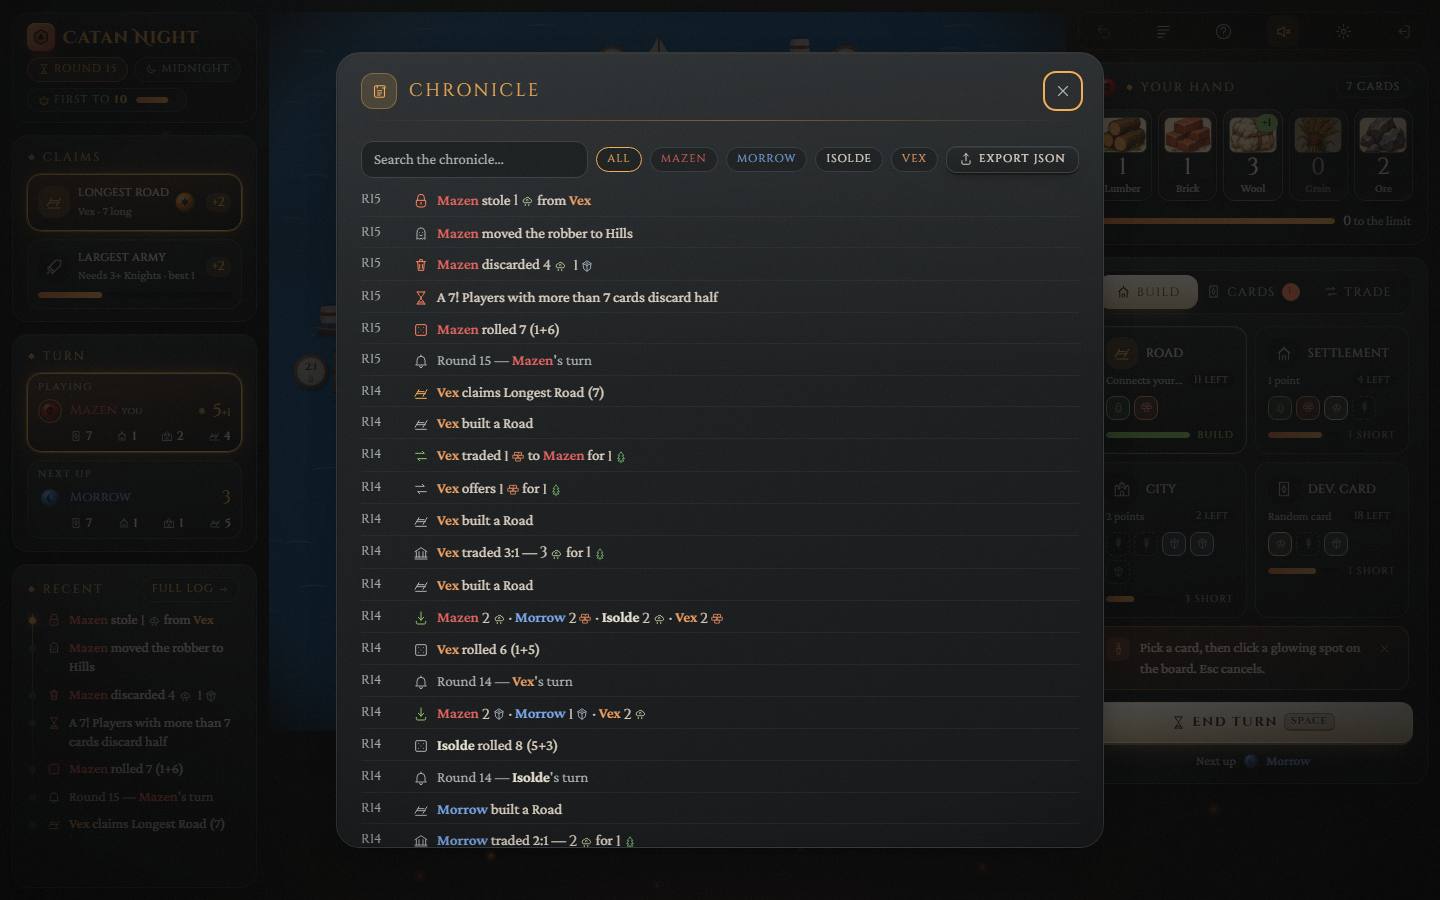 CATAN NIGHT
ROUND 15
MIDNIGHT
FIRST TO 10
CLAIMS
LONGEST ROAD
Vex · 7 long
+2
LARGEST ARMY
Needs 3+ Knights · best 1
+2
TURN
PLAYING
MAZEN YOU
5+1
7 1 2 4
NEXT UP
MORROW
3
7 1 1 5
RECENT
FULL LOG →
Mazen stole 1 from Vex
Mazen moved the robber to
Hills
Mazen discarded 4 1
A 7! Players with more than 7
cards discard half
Mazen rolled 7 (1+6)
Round 15 — Mazen's turn
Vex claims Longest Road (7)
CHRONICLE
Search the chronicle...
ALL
MAZEN
MORROW
ISOLDE
VEX
EXPORT JSON
R15 Mazen stole 1 from Vex
R15 Mazen moved the robber to Hills
R15 Mazen discarded 4 1
R15 A 7! Players with more than 7 cards discard half
R15 Mazen rolled 7 (1+6)
R15 Round 15 — Mazen's turn
R14 Vex claims Longest Road (7)
R14 Vex built a Road
R14 Vex traded 1 to Mazen for 1
R14 Vex offers 1 for 1
R14 Vex built a Road
R14 Vex traded 3:1 — 3 for 1
R14 Vex built a Road
R14 Mazen 2 · Morrow 2 · Isolde 2 · Vex 2
R14 Vex rolled 6 (1+5)
R14 Round 14 — Vex's turn
R14 Mazen 2 · Morrow 1 · Vex 2
R14 Isolde rolled 8 (5+3)
R14 Round 14 — Isolde's turn
R14 Morrow built a Road
R14 Morrow traded 2:1 — 2 for 1
YOUR HAND
7 CARDS
+1
1 1 3 0 2
Lumber Brick Wool Grain Ore
0 to the limit
BUILD
CARDS
TRADE
ROAD
Connects your... 11 LEFT
BUILD
SETTLEMENT
1 point 4 LEFT
1 SHORT
CITY
2 points 2 LEFT
3 SHORT
DEV. CARD
Random card 18 LEFT
1 SHORT
Pick a card, then click a glowing spot on
the board. Esc cancels.
END TURN SPACE
Next up Morrow